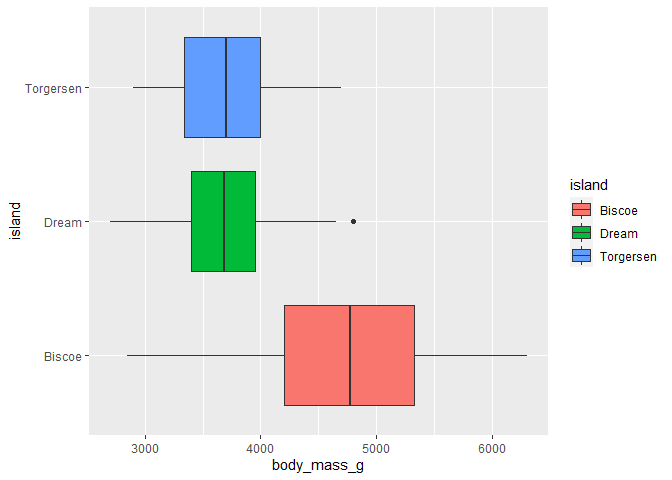 Torgersen
Dream
Biscoe
island
3000 4000 5000 6000
body_mass_g
island
Biscoe
Dream
Torgersen